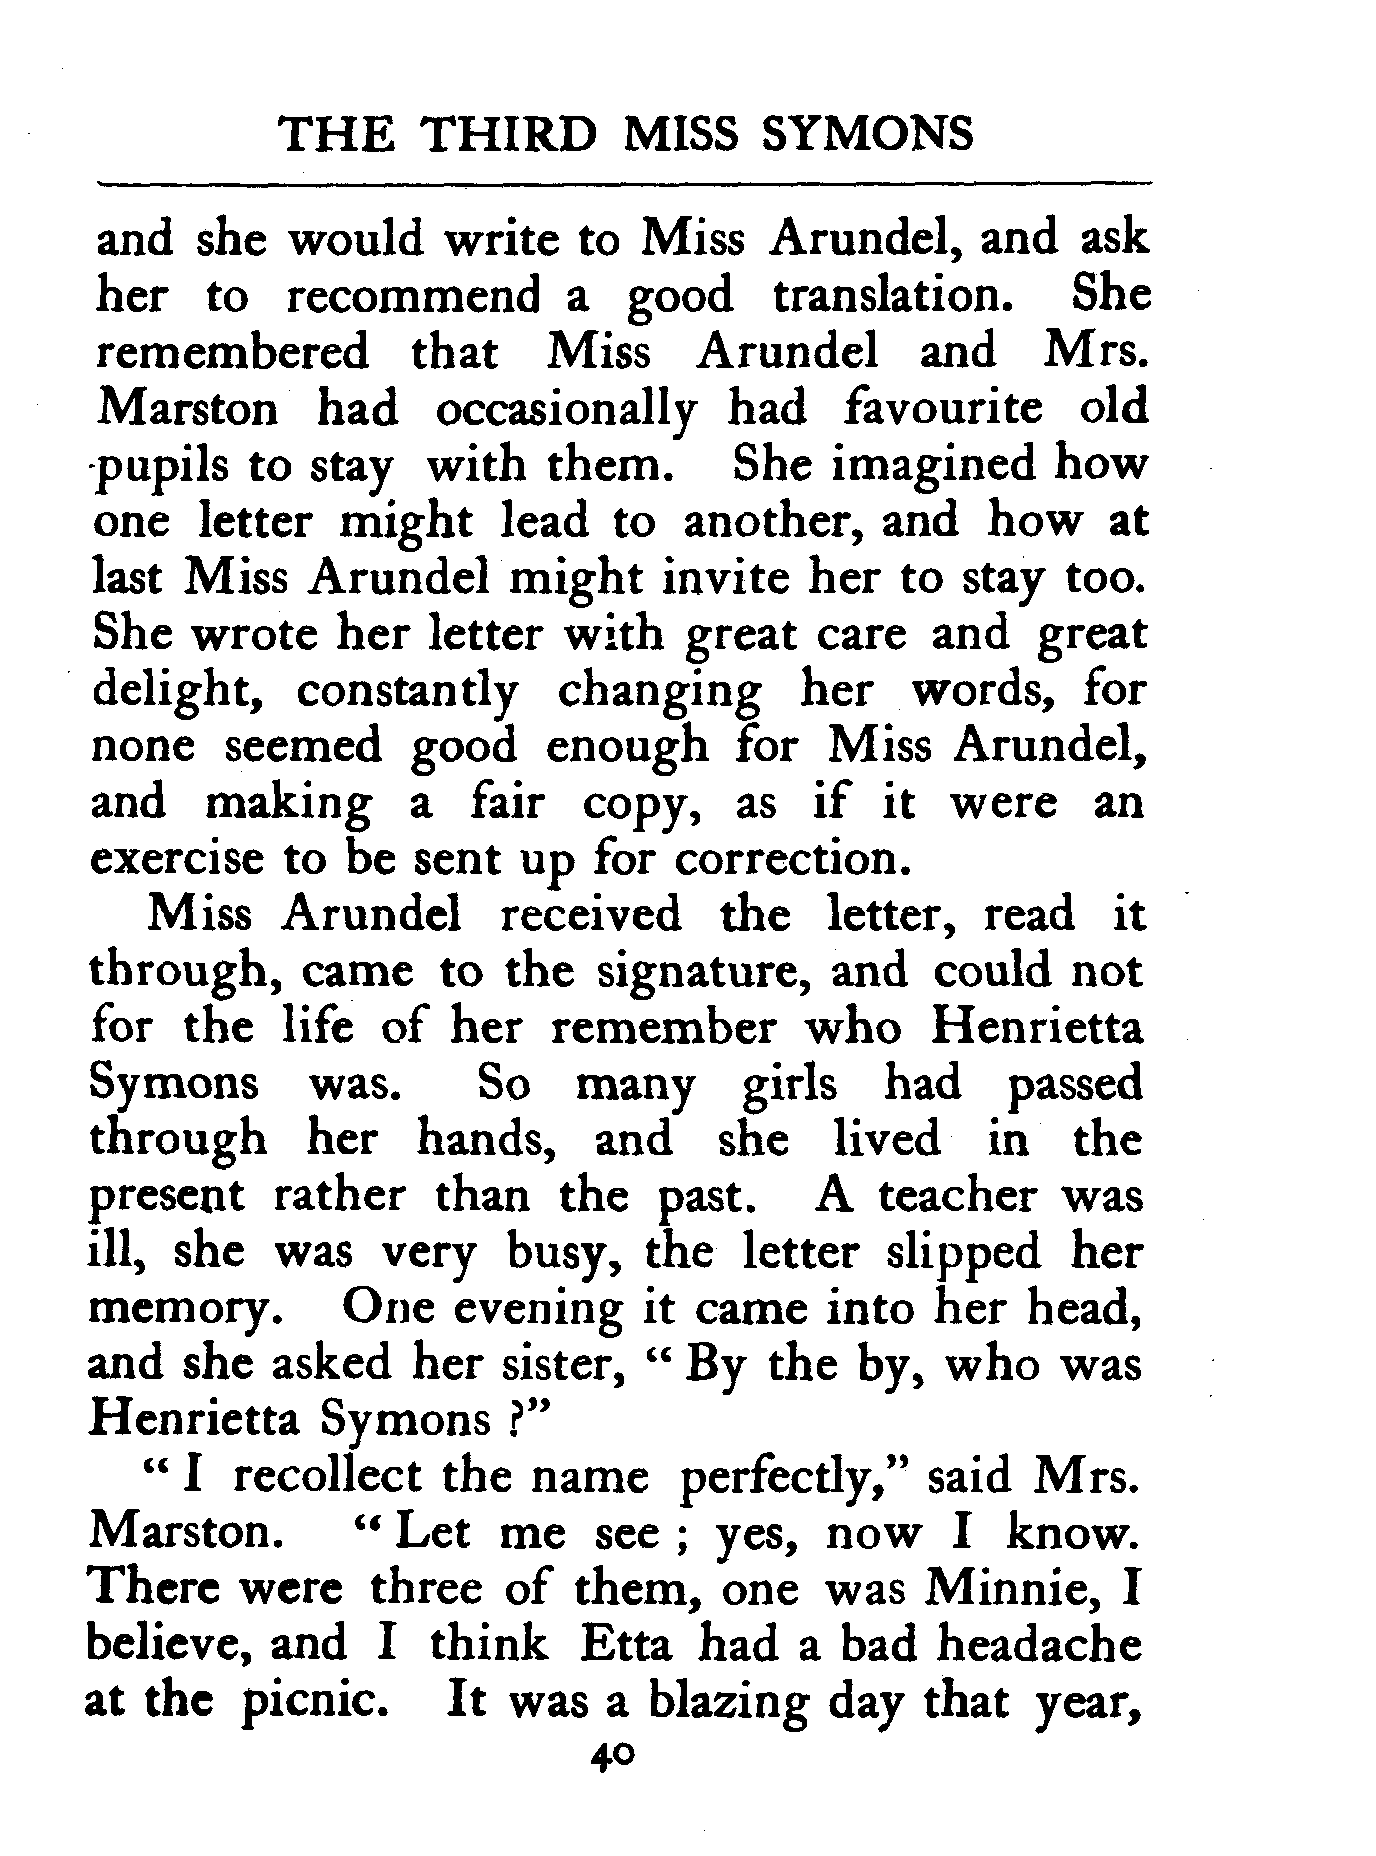 THE THIRD MISS SYMONS
and she would write to Miss Arundel, and ask
her to recommend a good translation. She
remembered that Miss Arundel and Mrs.
Marston had occasionally had favourite old
pupils to stay with them. She imagined how
one letter might lead to another, and how at
last Miss Arundel might invite her to stay too.
She wrote her letter with great care and great
delight, constantly changing her words, for
none seemed good enough for Miss Arundel,
and making a fair copy, as if it were an
exercise to be sent up for correction.
Miss Arundel received the letter, read it
through, came to the signature, and could not
for the life of her remember who Henrietta
Symons was. So many girls had passed
through her hands, and she lived in the
present rather than the past. A teacher was
ill, she was very busy, the letter slipped her
memory. One evening it came into her head,
and she asked her sister, “ By the by, who was
Henrietta Symons ?”
“ I recollect the name perfectly,” said Mrs.
Marston. “ Let me see ; yes, now I know.
There were three of them, one was Minnie, I
believe, and I think Etta had a bad headache
at the picnic. It was a blazing day that year,
40